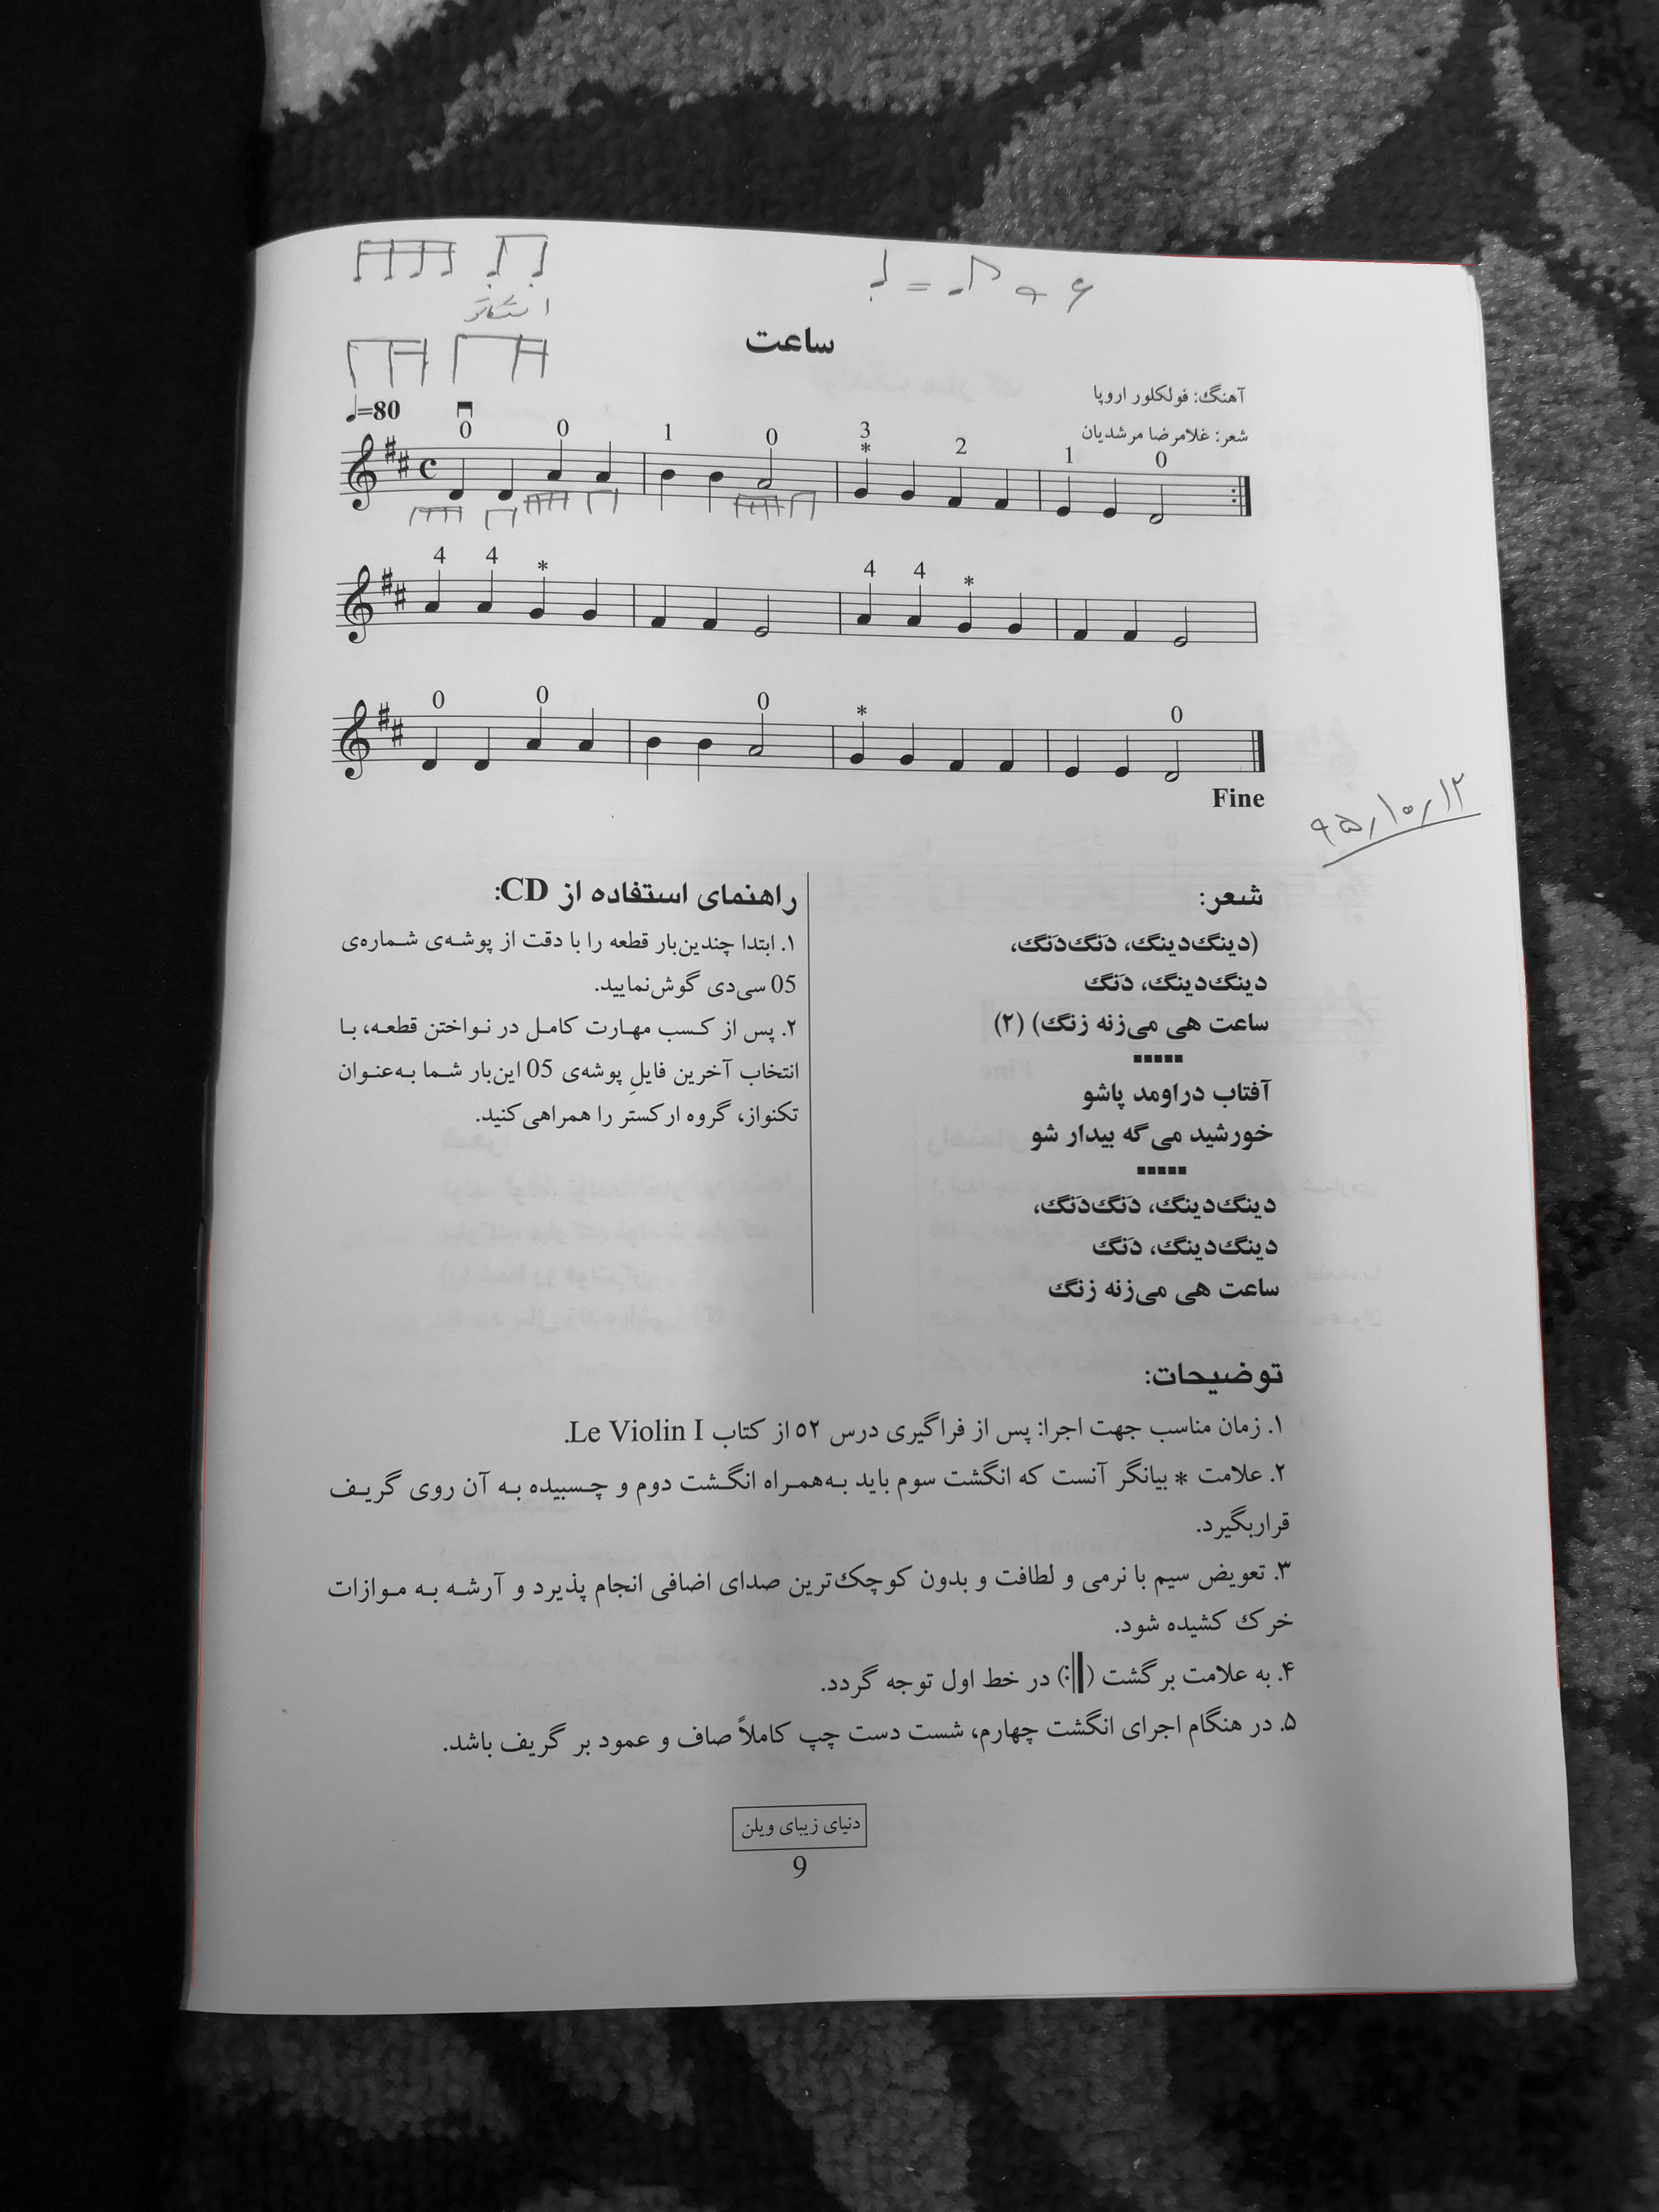 استکاتو
ساعت
آهنگ: فولکلور اروپا
شعر: غلامرضا مرشدیان
♩=80
0 0 1 0 3 2 1 0
*
4 4 * 4 4 *
0 0 0 * 0
Fine
۹۵٫۱۰٫۱۲
شعر:
(دینگ‌دینگ، دَنگ‌دَنگ،
دینگ‌دینگ، دَنگ
ساعت هی می‌زنه زنگ) (۲)
آفتاب دراومد پاشو
خورشید می‌گه بیدار شو
دینگ‌دینگ، دَنگ‌دَنگ،
دینگ‌دینگ، دَنگ
ساعت هی می‌زنه زنگ
راهنمای استفاده از CD:
۱. ابتدا چندین‌بار قطعه را با دقت از پوشه‌ی شماره‌ی
05 سی‌دی گوش‌نمایید.
۲. پس از کسب مهارت کامل در نواختن قطعه، با
انتخاب آخرین فایلِ پوشه‌ی 05 این‌بار شما به‌عنوان
تکنواز، گروه ارکستر را همراهی‌کنید.
توضیحات:
۱. زمان مناسب جهت اجرا: پس از فراگیری درس ۵۲ از کتاب Le Violin I.
۲. علامت * بیانگر آنست که انگشت سوم باید به‌همراه انگشت دوم و چسبیده به آن روی گریف
قراربگیرد.
۳. تعویض سیم با نرمی و لطافت و بدون کوچک‌ترین صدای اضافی انجام پذیرد و آرشه به موازات
خرک کشیده شود.
۴. به علامت برگشت (:‖) در خط اول توجه گردد.
۵. در هنگام اجرای انگشت چهارم، شست دست چپ کاملاً صاف و عمود بر گریف باشد.
دنیای زیبای ویلن
9